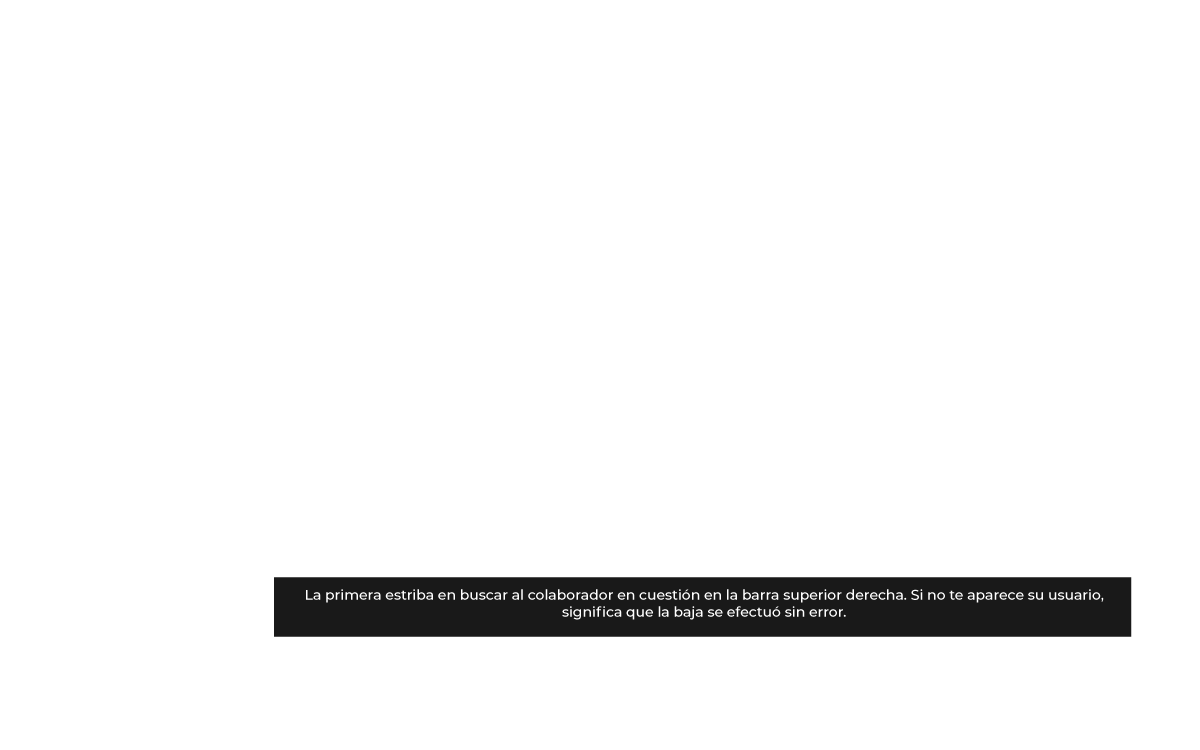 La primera estriba en buscar al colaborador en cuestión en la barra superior derecha. Si no te aparece su usuario,
significa que la baja se efectuó sin error.